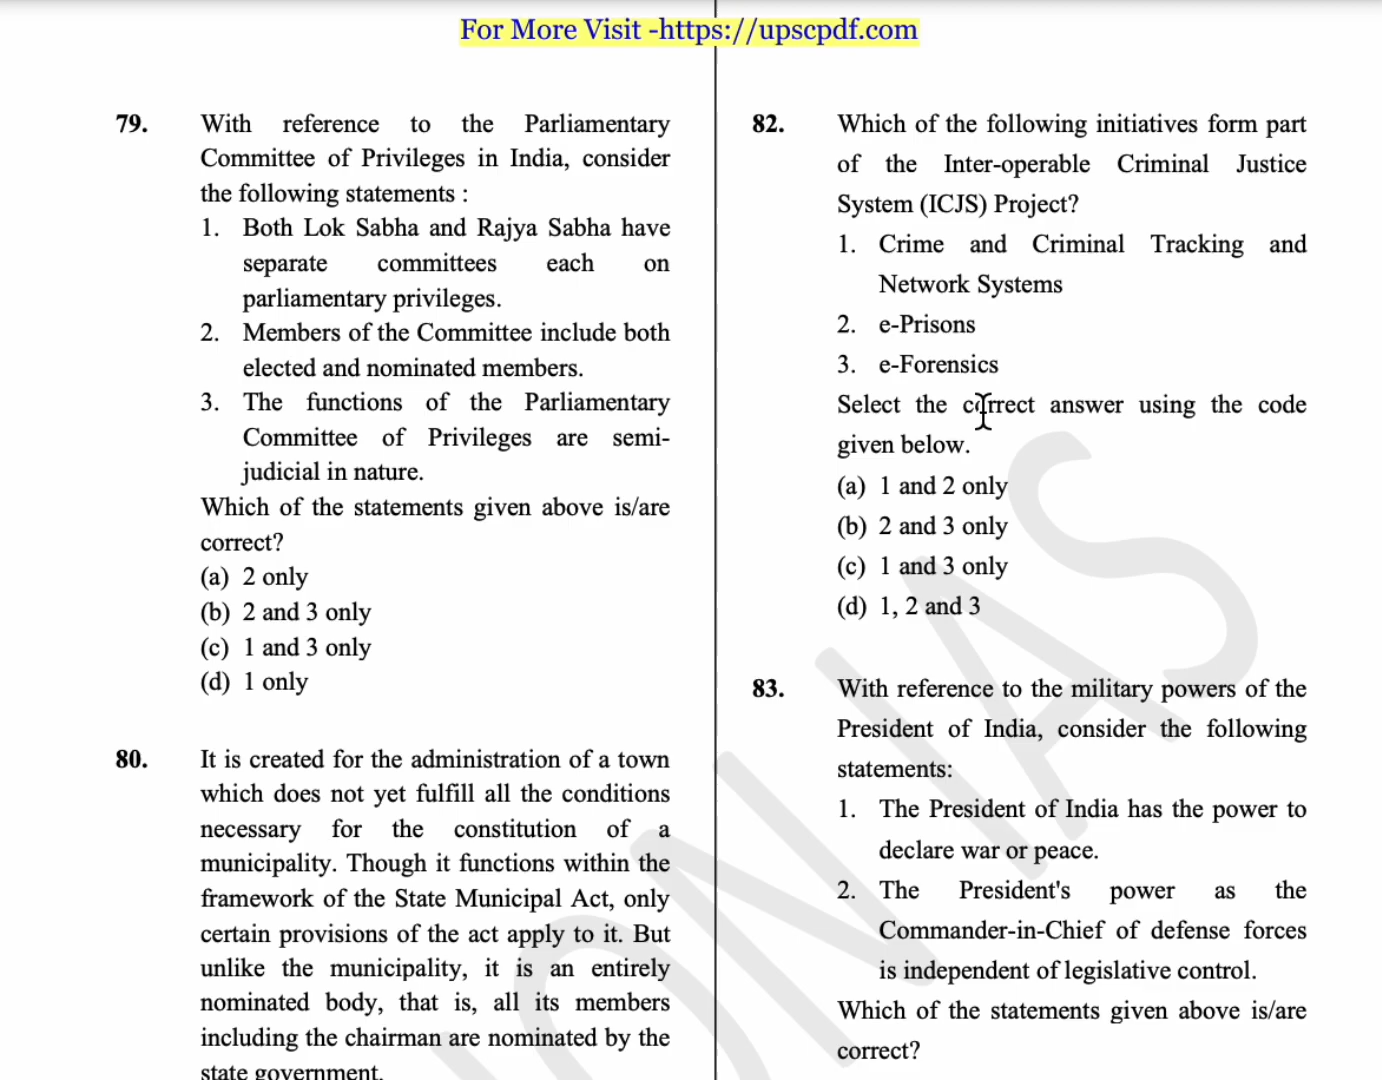 For More Visit -https://upscpdf.com
79. With reference to the Parliamentary
Committee of Privileges in India, consider
the following statements :
1. Both Lok Sabha and Rajya Sabha have
separate committees each on
parliamentary privileges.
2. Members of the Committee include both
elected and nominated members.
3. The functions of the Parliamentary
Committee of Privileges are semi-
judicial in nature.
Which of the statements given above is/are
correct?
(a) 2 only
(b) 2 and 3 only
(c) 1 and 3 only
(d) 1 only
80. It is created for the administration of a town
which does not yet fulfill all the conditions
necessary for the constitution of a
municipality. Though it functions within the
framework of the State Municipal Act, only
certain provisions of the act apply to it. But
unlike the municipality, it is an entirely
nominated body, that is, all its members
including the chairman are nominated by the
state government.
82. Which of the following initiatives form part
of the Inter-operable Criminal Justice
System (ICJS) Project?
1. Crime and Criminal Tracking and
Network Systems
2. e-Prisons
3. e-Forensics
Select the correct answer using the code
given below.
(a) 1 and 2 only
(b) 2 and 3 only
(c) 1 and 3 only
(d) 1, 2 and 3
83. With reference to the military powers of the
President of India, consider the following
statements:
1. The President of India has the power to
declare war or peace.
2. The President's power as the
Commander-in-Chief of defense forces
is independent of legislative control.
Which of the statements given above is/are
correct?
ON IAS